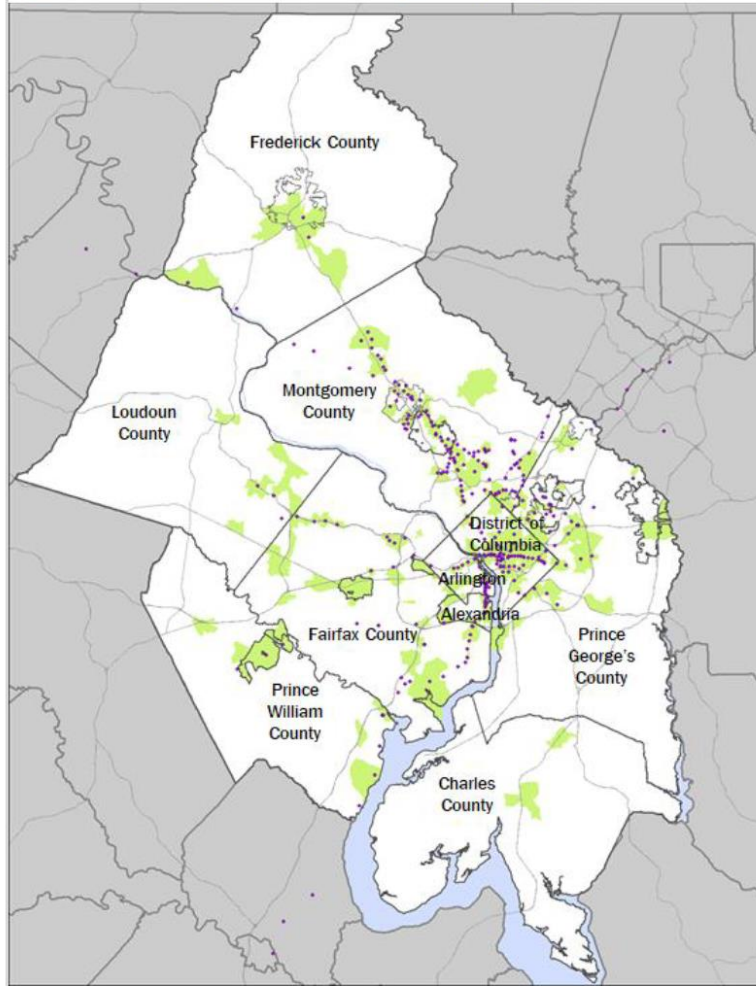 Frederick County
Montgomery
County
Loudoun
County
District of
Columbia
Arlington
Alexandria
Fairfax County
Prince
George's
County
Prince
William
County
Charles
County